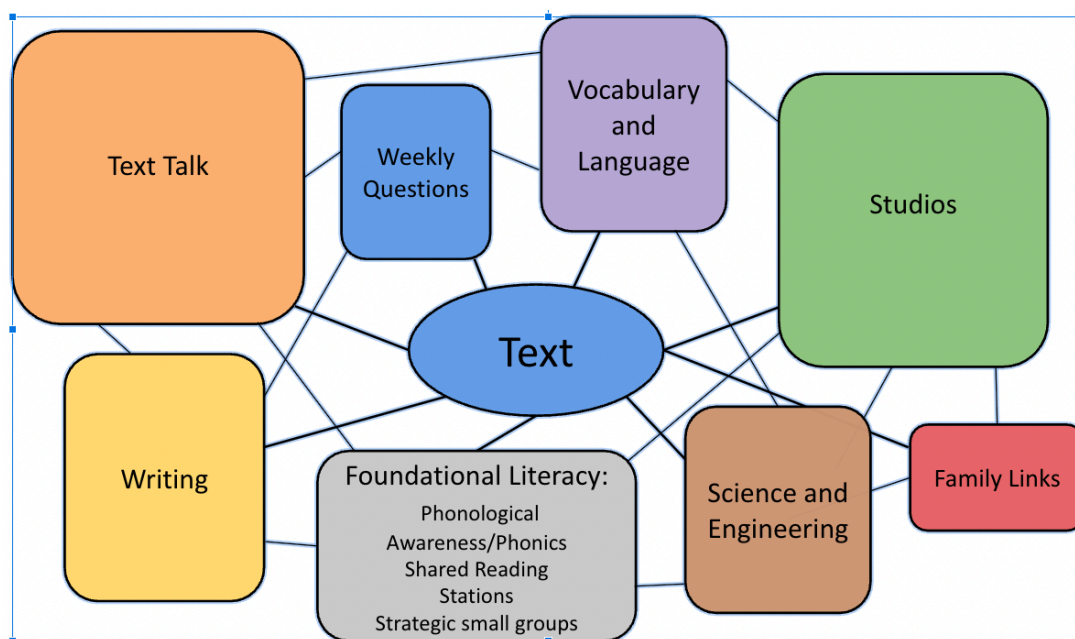 Text Talk
Weekly
Questions
Vocabulary
and
Language
Studios
Text
Writing
Foundational Literacy:
Phonological
Awareness/Phonics
Shared Reading
Stations
Strategic small groups
Science and
Engineering
Family Links